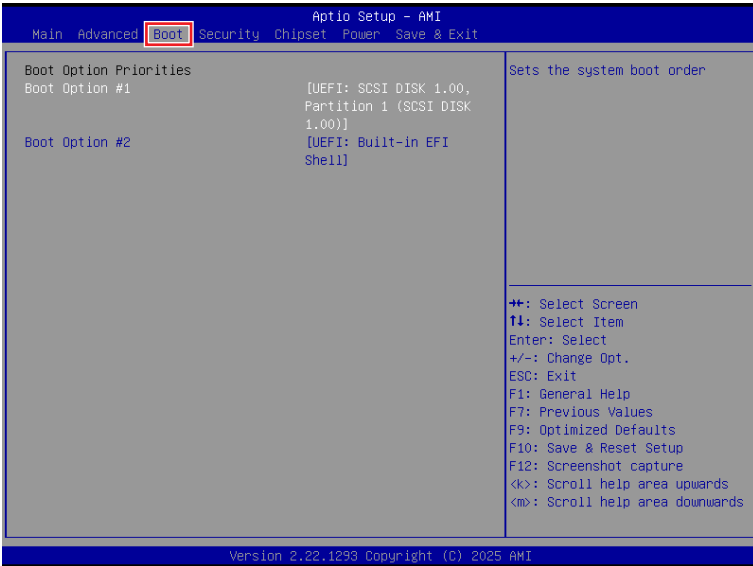 Aptio Setup – AMI
Main Advanced Boot Security Chipset Power Save & Exit
Boot Option Priorities
Boot Option #1 [UEFI: SCSI DISK 1.00,
Partition 1 (SCSI DISK
1.00)]
Boot Option #2 [UEFI: Built-in EFI
Shell]
Sets the system boot order
→←: Select Screen
↑↓: Select Item
Enter: Select
+/-: Change Opt.
ESC: Exit
F1: General Help
F7: Previous Values
F9: Optimized Defaults
F10: Save & Reset Setup
F12: Screenshot capture
<k>: Scroll help area upwards
<m>: Scroll help area downwards
Version 2.22.1293 Copyright (C) 2025 AMI